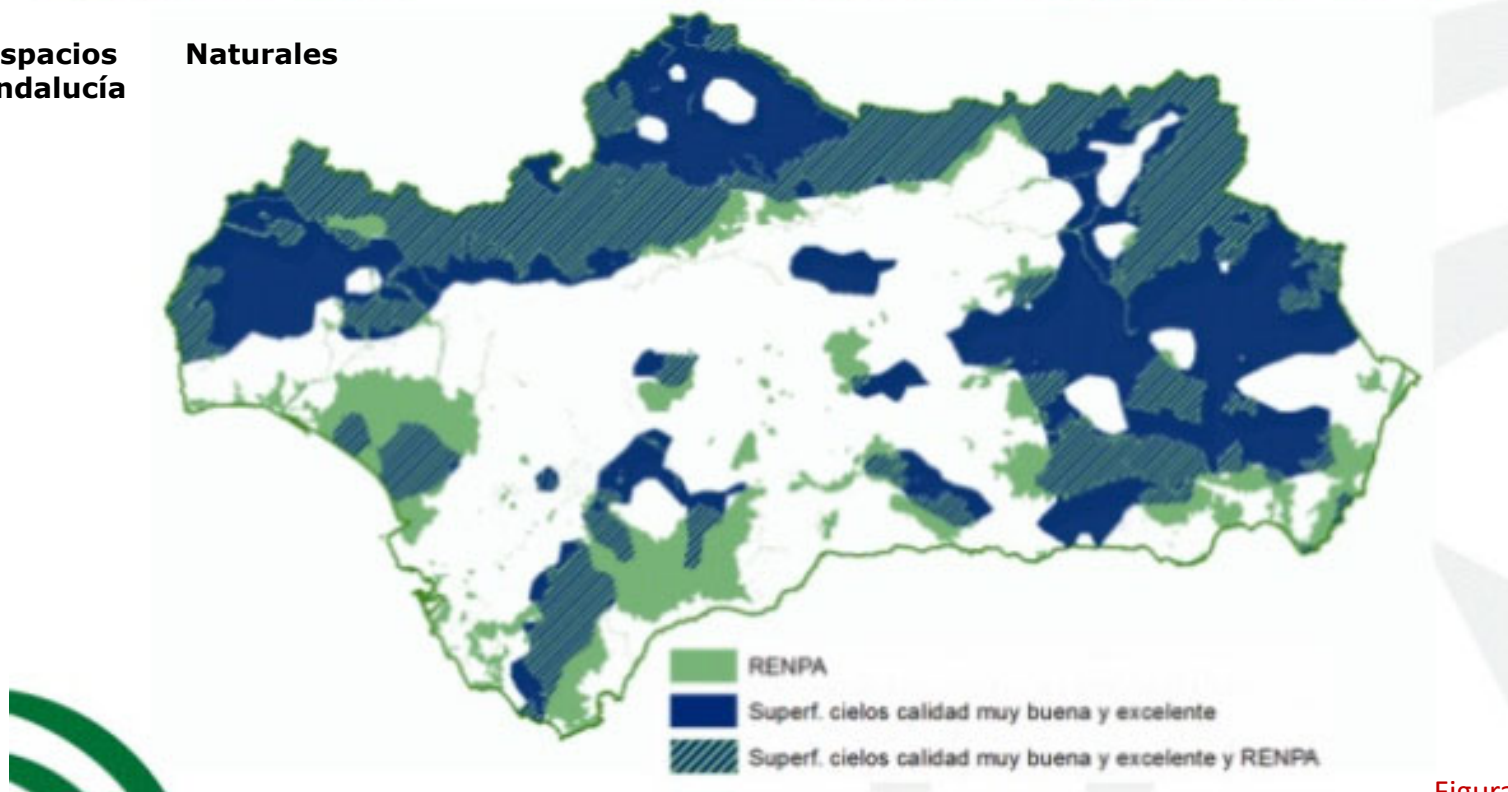 spacios Naturales
ndalucía
RENPA
Superf. cielos calidad muy buena y excelente
Superf. cielos calidad muy buena y excelente y RENPA
Figura